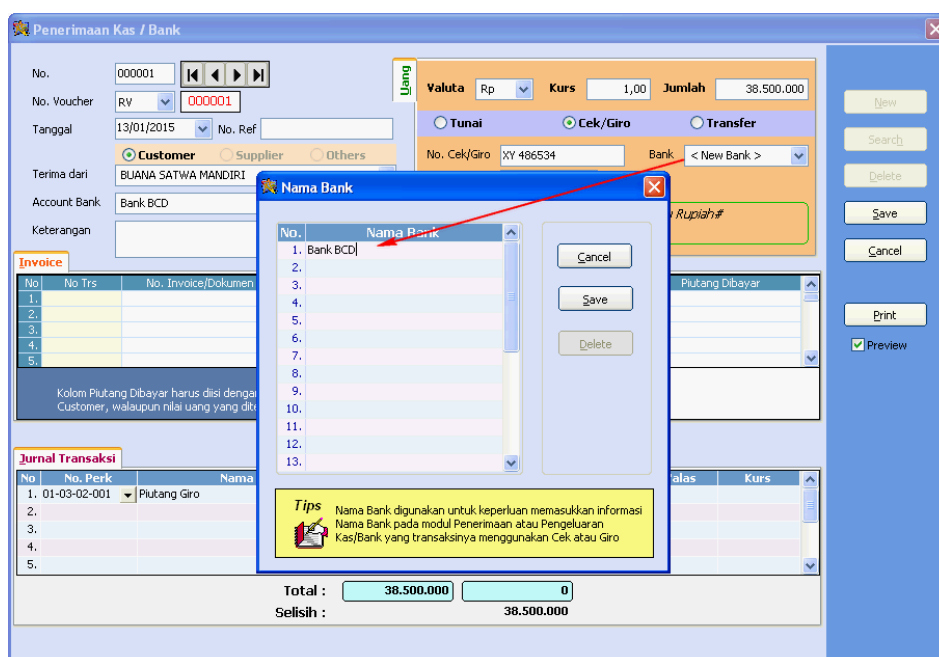 Penerimaan Kas / Bank
No. 000001
No. Voucher RV 000001
Tanggal 13/01/2015 No. Ref
Customer Supplier Others
Terima dari BUANA SATWA MANDIRI
Account Bank Bank BCD
Keterangan
Uang
Valuta Rp Kurs 1,00 Jumlah 38.500.000
Tunai Cek/Giro Transfer
No. Cek/Giro XY 486534 Bank < New Bank >
Rupiah#
New
Search
Delete
Save
Cancel
Print
Preview
Invoice
No No Trs No. Invoice/Dokumen Piutang Dibayar
1.
2.
3.
4.
5.
Kolom Piutang Dibayar harus diisi
Customer, walaupun nilai uang yang
Nama Bank
No. Nama Bank
1. Bank BCD
2.
3.
4.
5.
6.
7.
8.
9.
10.
11.
12.
13.
Cancel
Save
Delete
Tips
Nama Bank digunakan untuk keperluan memasukkan informasi
Nama Bank pada modul Penerimaan atau Pengeluaran
Kas/Bank yang transaksinya menggunakan Cek atau Giro
Jurnal Transaksi
No No. Perk Nama Kurs
1. 01-03-02-001 Piutang Giro
2.
3.
4.
5.
Total : 38.500.000 0
Selisih : 38.500.000